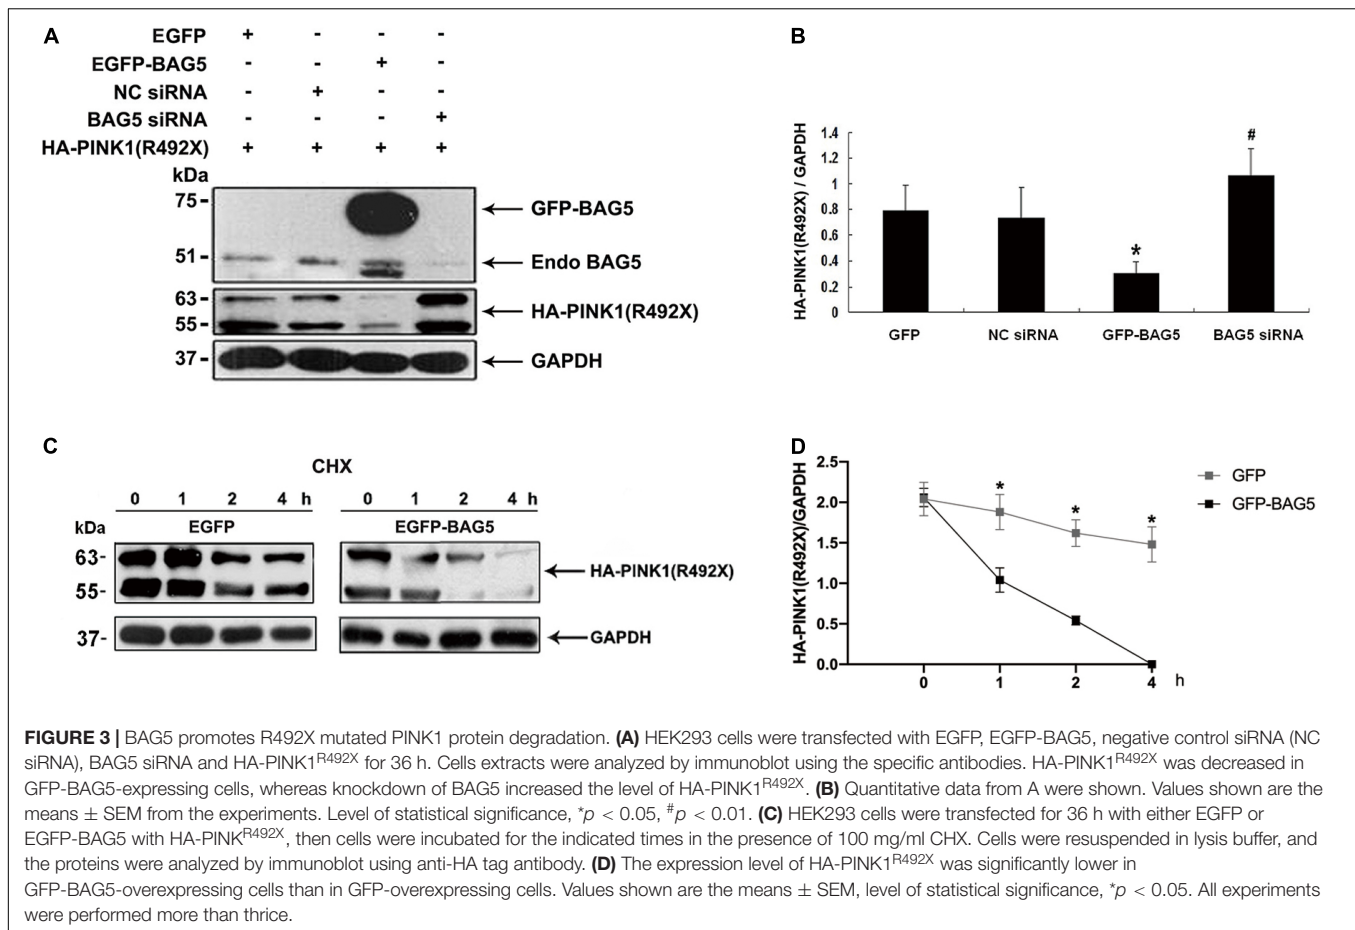 A
EGFP + - - -
EGFP-BAG5 - - + -
NC siRNA - + - -
BAG5 siRNA - - - +
HA-PINK1(R492X) + + + +
kDa
75-
GFP-BAG5
51-
Endo BAG5
63-
HA-PINK1(R492X)
55-
37-
GAPDH
B
HA-PINK1(R492X) / GAPDH
1.4
1.2
1
0.8
0.6
0.4
0.2
0
*
#
GFP NC siRNA GFP-BAG5 BAG5 siRNA
C
CHX
0 1 2 4 h 0 1 2 4 h
kDa EGFP EGFP-BAG5
63-
HA-PINK1(R492X)
55-
37-
GAPDH
D
HA-PINK1(R492X)/GAPDH
2.5
2.0
1.5
1.0
0.5
0.0
* * *
0 1 2 4 h
GFP
GFP-BAG5
FIGURE 3 | BAG5 promotes R492X mutated PINK1 protein degradation. (A) HEK293 cells were transfected with EGFP, EGFP-BAG5, negative control siRNA (NC
siRNA), BAG5 siRNA and HA-PINK1R492X for 36 h. Cells extracts were analyzed by immunoblot using the specific antibodies. HA-PINK1R492X was decreased in
GFP-BAG5-expressing cells, whereas knockdown of BAG5 increased the level of HA-PINK1R492X. (B) Quantitative data from A were shown. Values shown are the
means ± SEM from the experiments. Level of statistical significance, *p < 0.05, #p < 0.01. (C) HEK293 cells were transfected for 36 h with either EGFP or
EGFP-BAG5 with HA-PINKR492X, then cells were incubated for the indicated times in the presence of 100 mg/ml CHX. Cells were resuspended in lysis buffer, and
the proteins were analyzed by immunoblot using anti-HA tag antibody. (D) The expression level of HA-PINK1R492X was significantly lower in
GFP-BAG5-overexpressing cells than in GFP-overexpressing cells. Values shown are the means ± SEM, level of statistical significance, *p < 0.05. All experiments
were performed more than thrice.